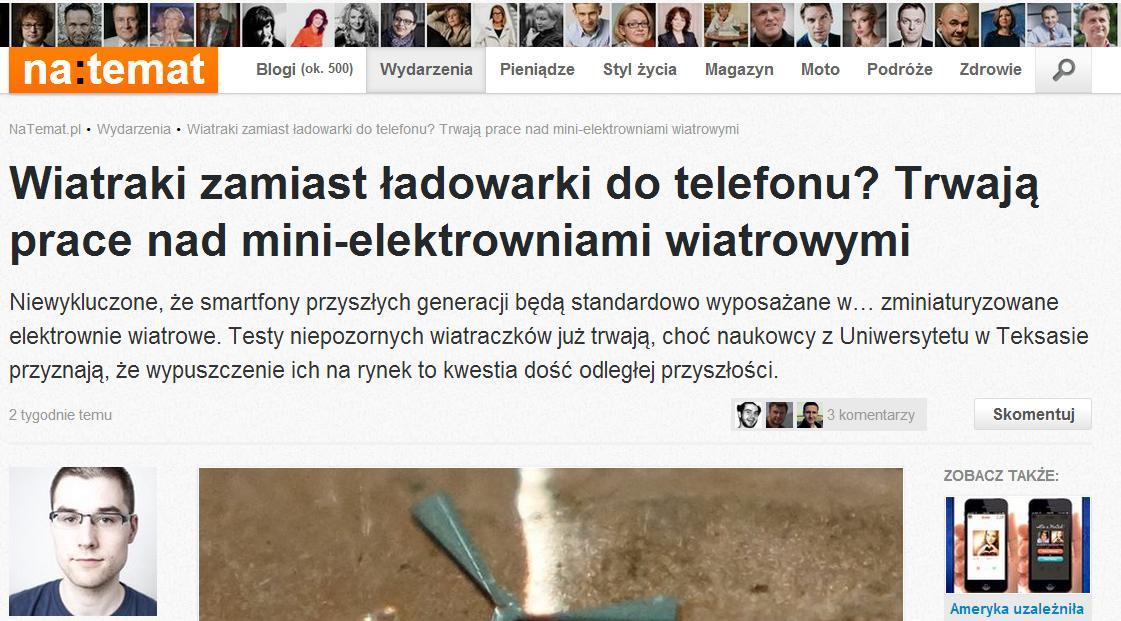 na:temat
Blogi (ok. 500) Wydarzenia Pieniądze Styl życia Magazyn Moto Podróże Zdrowie
NaTemat.pl • Wydarzenia • Wiatraki zamiast ładowarki do telefonu? Trwają prace nad mini-elektrowniami wiatrowymi
Wiatraki zamiast ładowarki do telefonu? Trwają
prace nad mini-elektrowniami wiatrowymi
Niewykluczone, że smartfony przyszłych generacji będą standardowo wyposażane w… zminiaturyzowane
elektrownie wiatrowe. Testy niepozornych wiatraczków już trwają, choć naukowcy z Uniwersytetu w Teksasie
przyznają, że wypuszczenie ich na rynek to kwestia dość odległej przyszłości.
2 tygodnie temu
3 komentarzy
Skomentuj
ZOBACZ TAKŻE:
Ameryka uzależniła